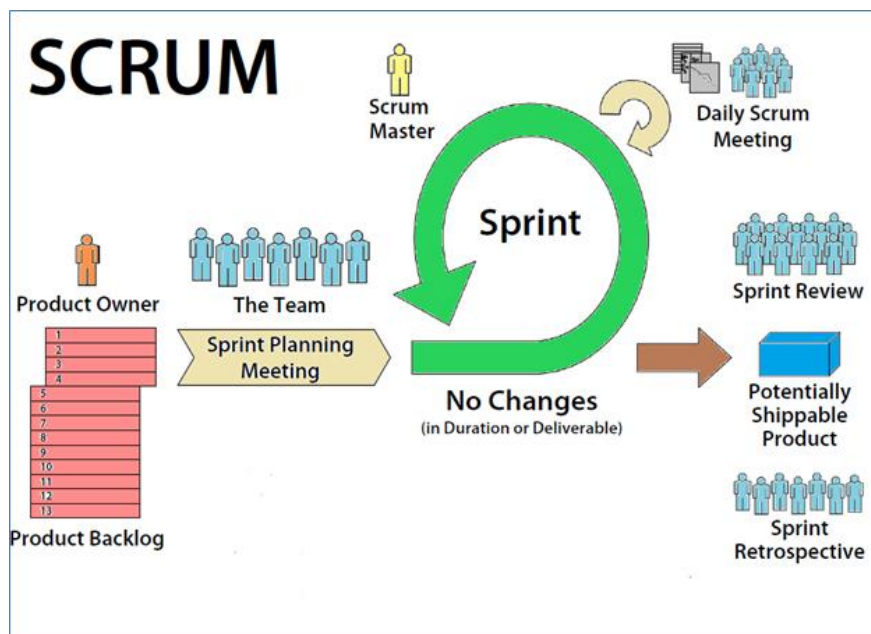 SCRUM
Scrum
Master
Daily Scrum
Meeting
Sprint
Product Owner
The Team
Sprint Review
1
2
3
4
5
6
7
8
9
10
11
12
13
Sprint Planning
Meeting
No Changes
(in Duration or Deliverable)
Potentially
Shippable
Product
Product Backlog
Sprint
Retrospective